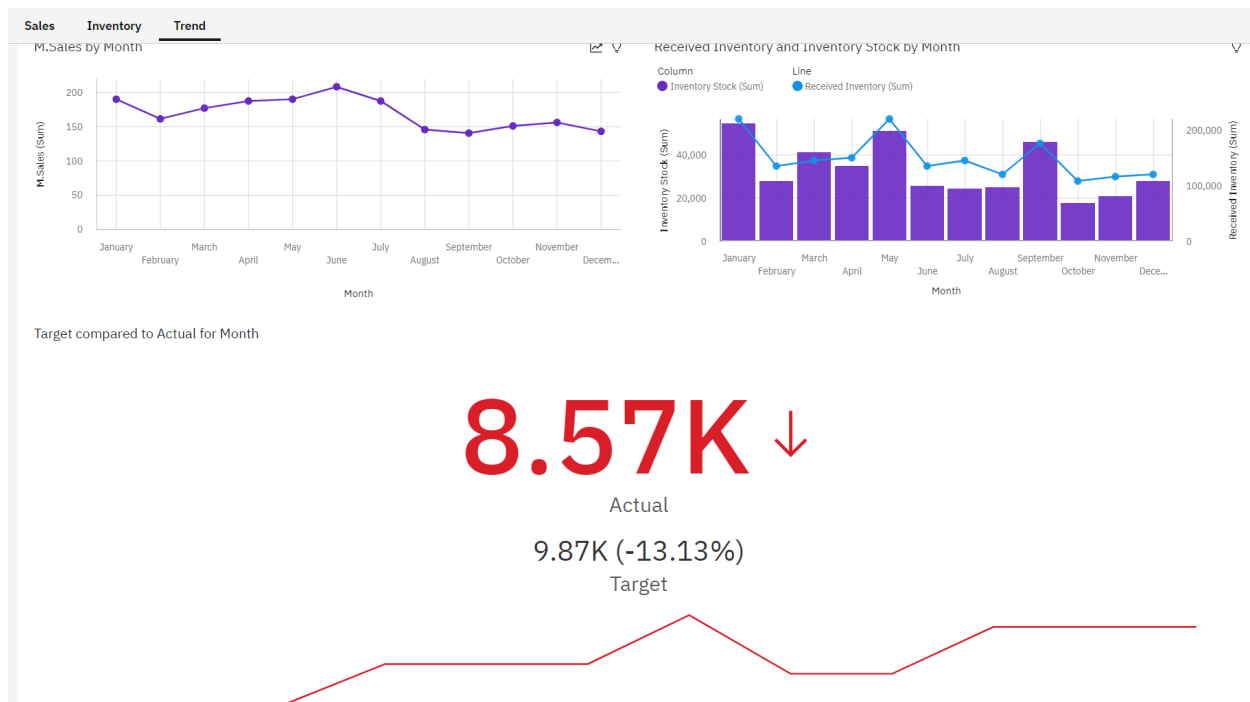 Sales Inventory Trend
M.Sales by Month
200
150
100
50
0
M.Sales (Sum)
January March May July September November
February April June August October Decem...
Month
Received Inventory and Inventory Stock by Month
Column Line
Inventory Stock (Sum) Received Inventory (Sum)
40,000
20,000
0
Inventory Stock (Sum)
200,000
100,000
0
Received Inventory (Sum)
January March May July September November
February April June August October Dece...
Month
Target compared to Actual for Month
8.57K
Actual
9.87K (-13.13%)
Target